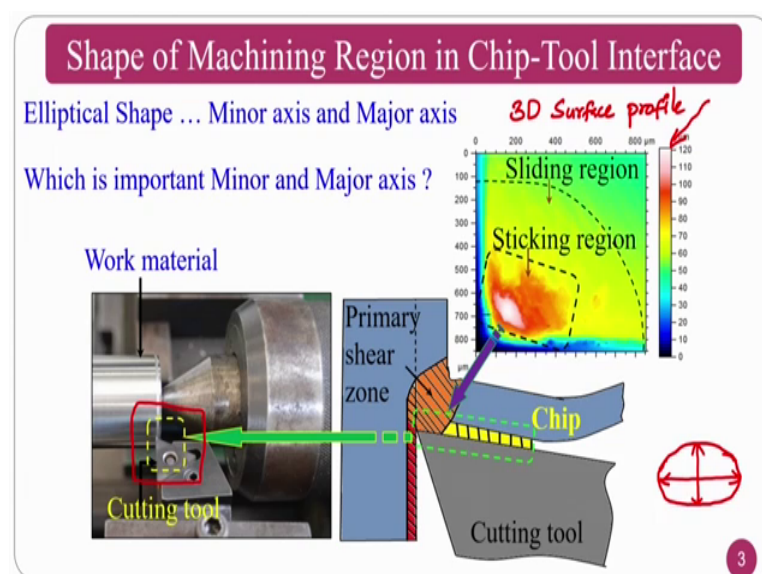 Shape of Machining Region in Chip-Tool Interface
Elliptical Shape ... Minor axis and Major axis
3D Surface profile
Which is important Minor and Major axis ?
0 200 400 600 800 µm
0
100
200
300
400
500
600
700
800
µm
Sliding region
Sticking region
120
110
100
90
80
70
60
50
40
30
20
10
0
Work material
Primary
shear
zone
Chip
Cutting tool
Cutting tool
3